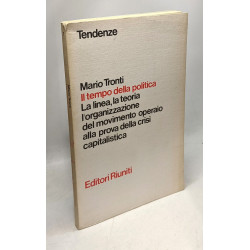 Tendenze
Mario Tronti
Il tempo della politica
La linea, la teoria
l'organizzazione
del movimento operaio
alla prova della crisi
capitalistica
Editori Riuniti